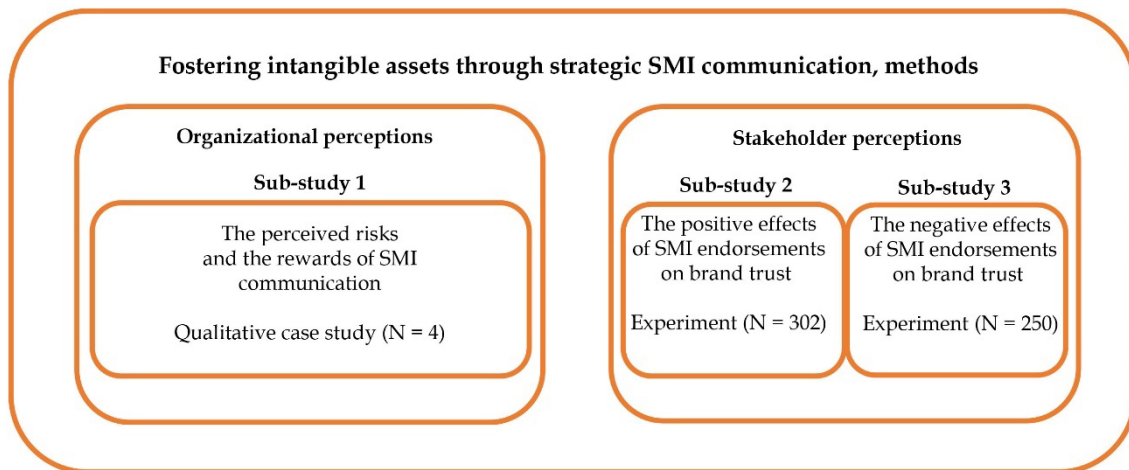 Fostering intangible assets through strategic SMI communication, methods
Organizational perceptions
Sub-study 1
The perceived risks
and the rewards of SMI
communication
Qualitative case study (N = 4)
Stakeholder perceptions
Sub-study 2
The positive effects
of SMI endorsements
on brand trust
Experiment (N = 302)
Sub-study 3
The negative effects
of SMI endorsements
on brand trust
Experiment (N = 250)